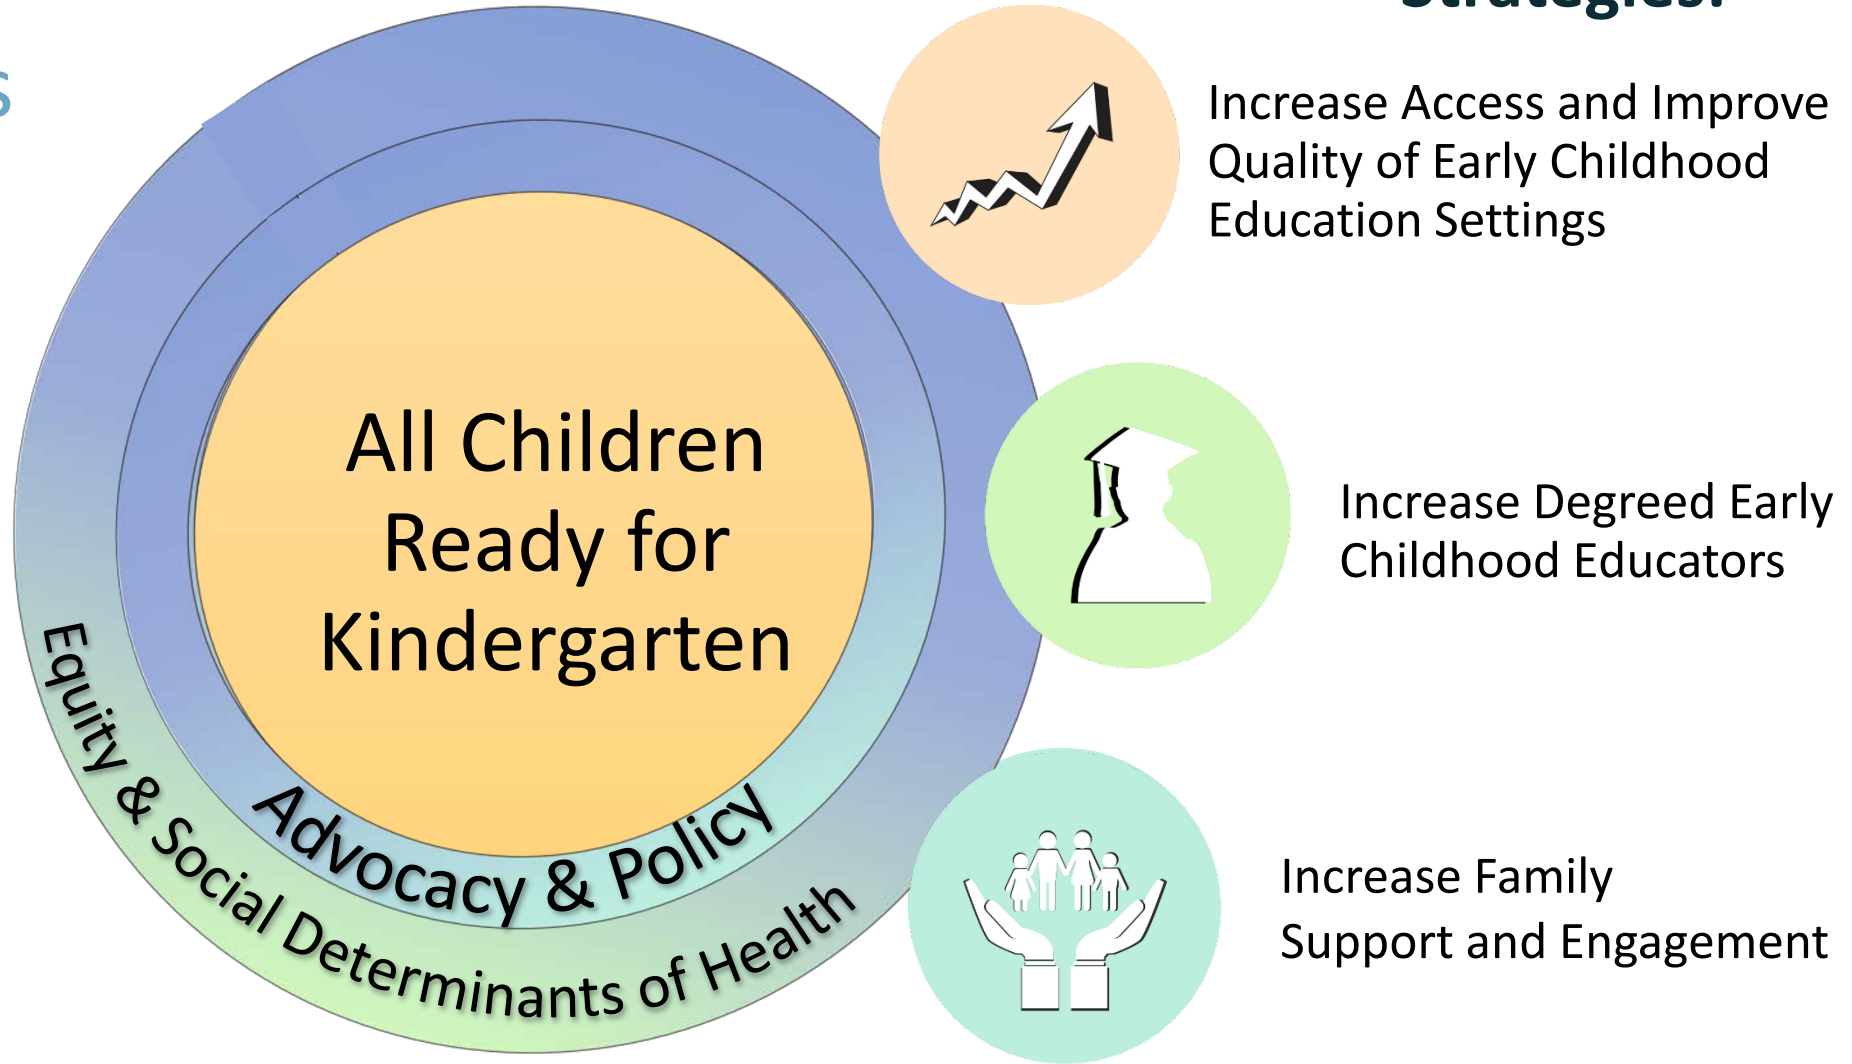 Strategies:
s
Increase Access and Improve
Quality of Early Childhood
Education Settings
All Children
Ready for
Kindergarten
Increase Degreed Early
Childhood Educators
Advocacy & Policy
Equity & Social Determinants of Health
Increase Family
Support and Engagement